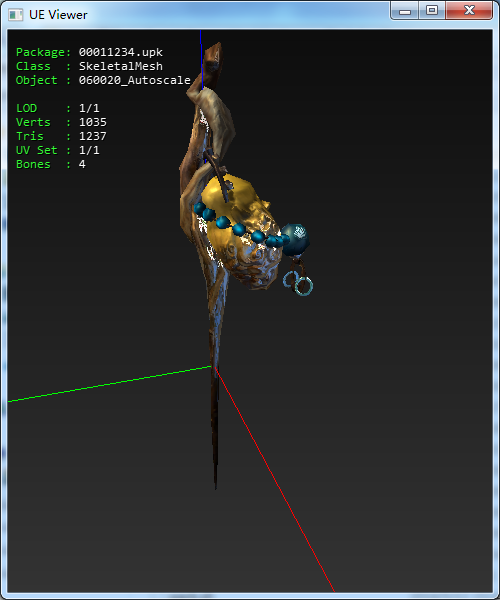 UE Viewer
Package: 00011234.upk
Class  : SkeletalMesh
Object : 060020_Autoscale
LOD    : 1/1
Verts  : 1035
Tris   : 1237
UV Set : 1/1
Bones  : 4